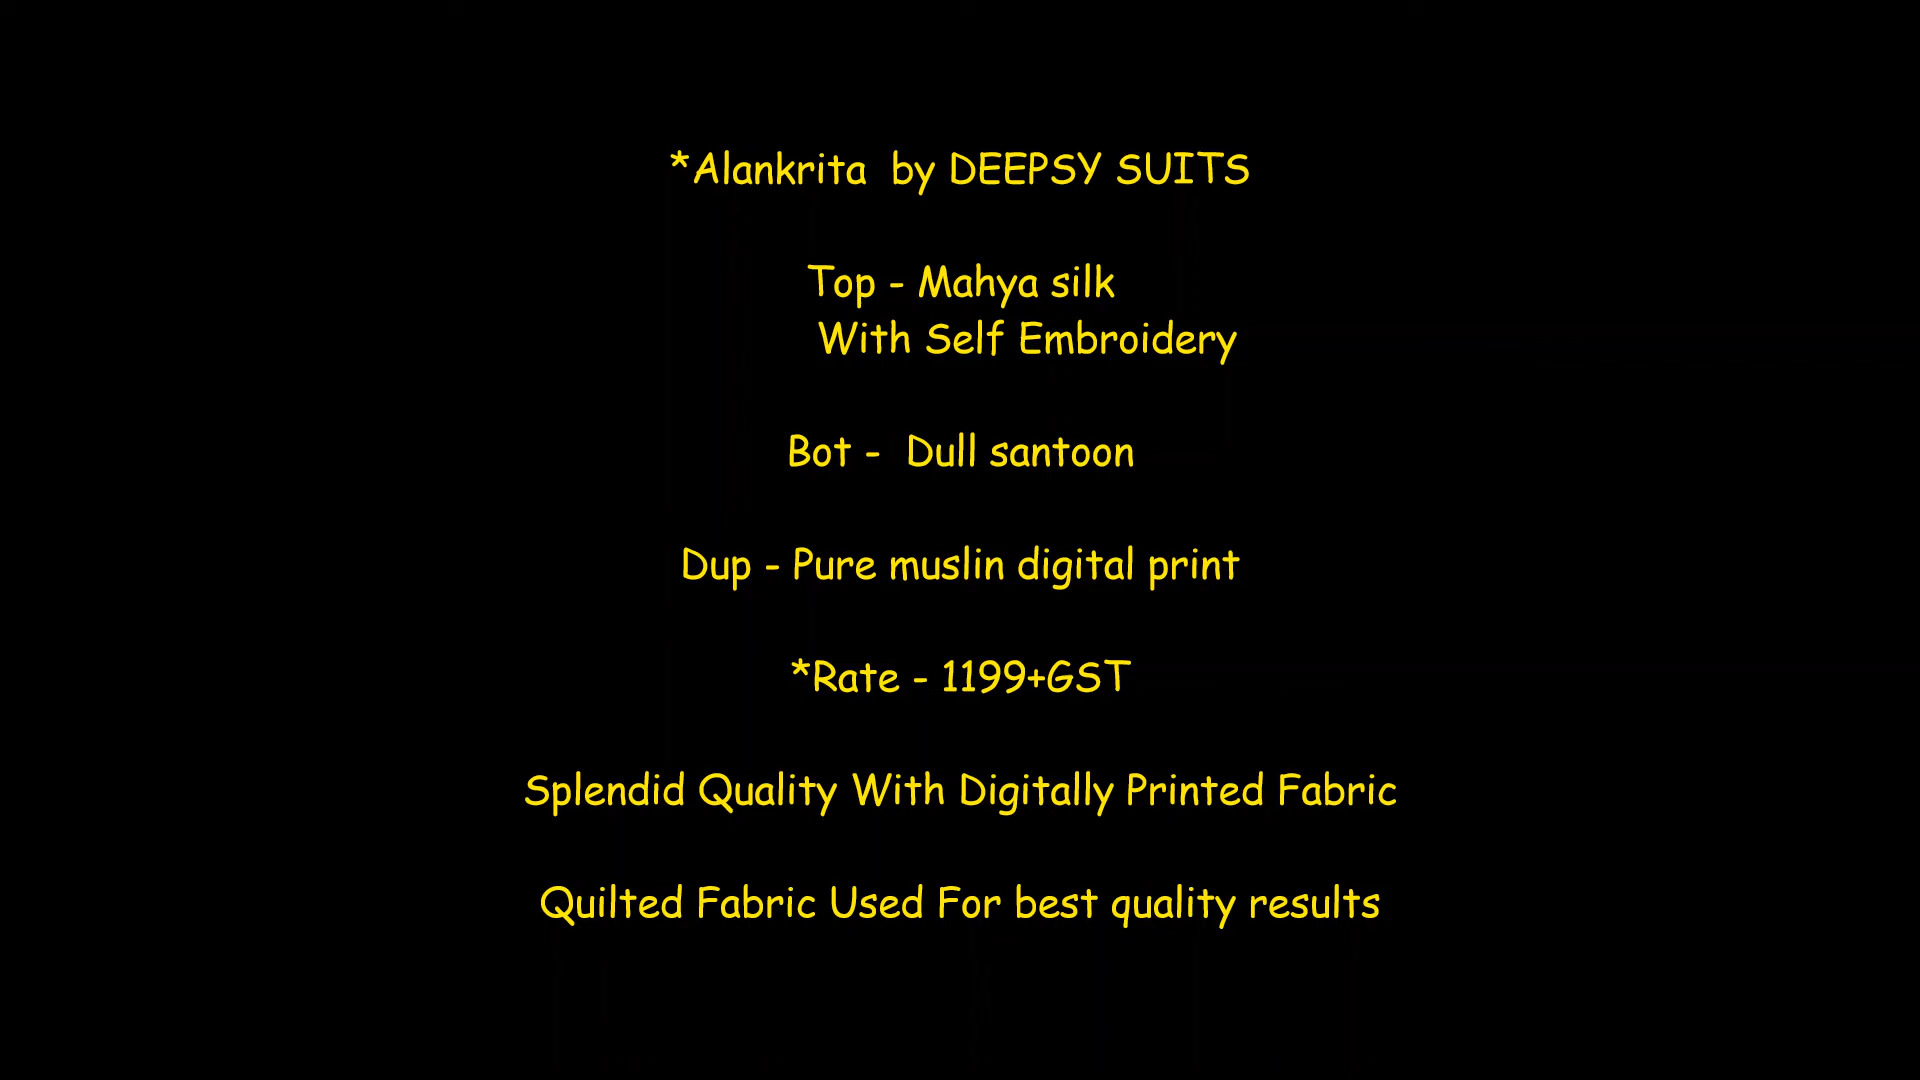 *Alankrita  by DEEPSY SUITS
Top - Mahya silk
With Self Embroidery
Bot -  Dull santoon
Dup - Pure muslin digital print
*Rate - 1199+GST
Splendid Quality With Digitally Printed Fabric
Quilted Fabric Used For best quality results